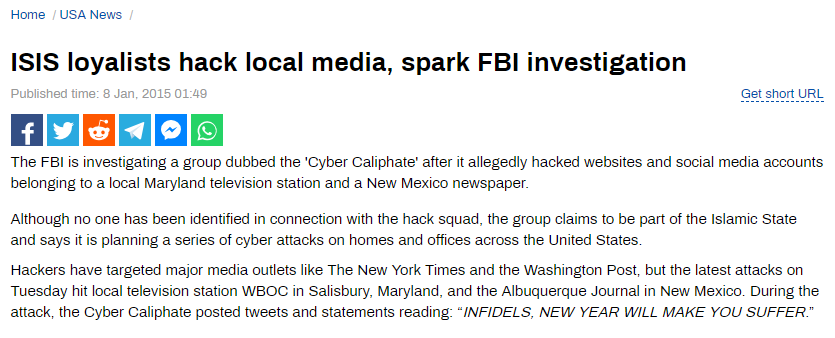 Home / USA News /
ISIS loyalists hack local media, spark FBI investigation
Published time: 8 Jan, 2015 01:49
Get short URL
The FBI is investigating a group dubbed the 'Cyber Caliphate' after it allegedly hacked websites and social media accounts
belonging to a local Maryland television station and a New Mexico newspaper.
Although no one has been identified in connection with the hack squad, the group claims to be part of the Islamic State
and says it is planning a series of cyber attacks on homes and offices across the United States.
Hackers have targeted major media outlets like The New York Times and the Washington Post, but the latest attacks on
Tuesday hit local television station WBOC in Salisbury, Maryland, and the Albuquerque Journal in New Mexico. During the
attack, the Cyber Caliphate posted tweets and statements reading: “INFIDELS, NEW YEAR WILL MAKE YOU SUFFER.”